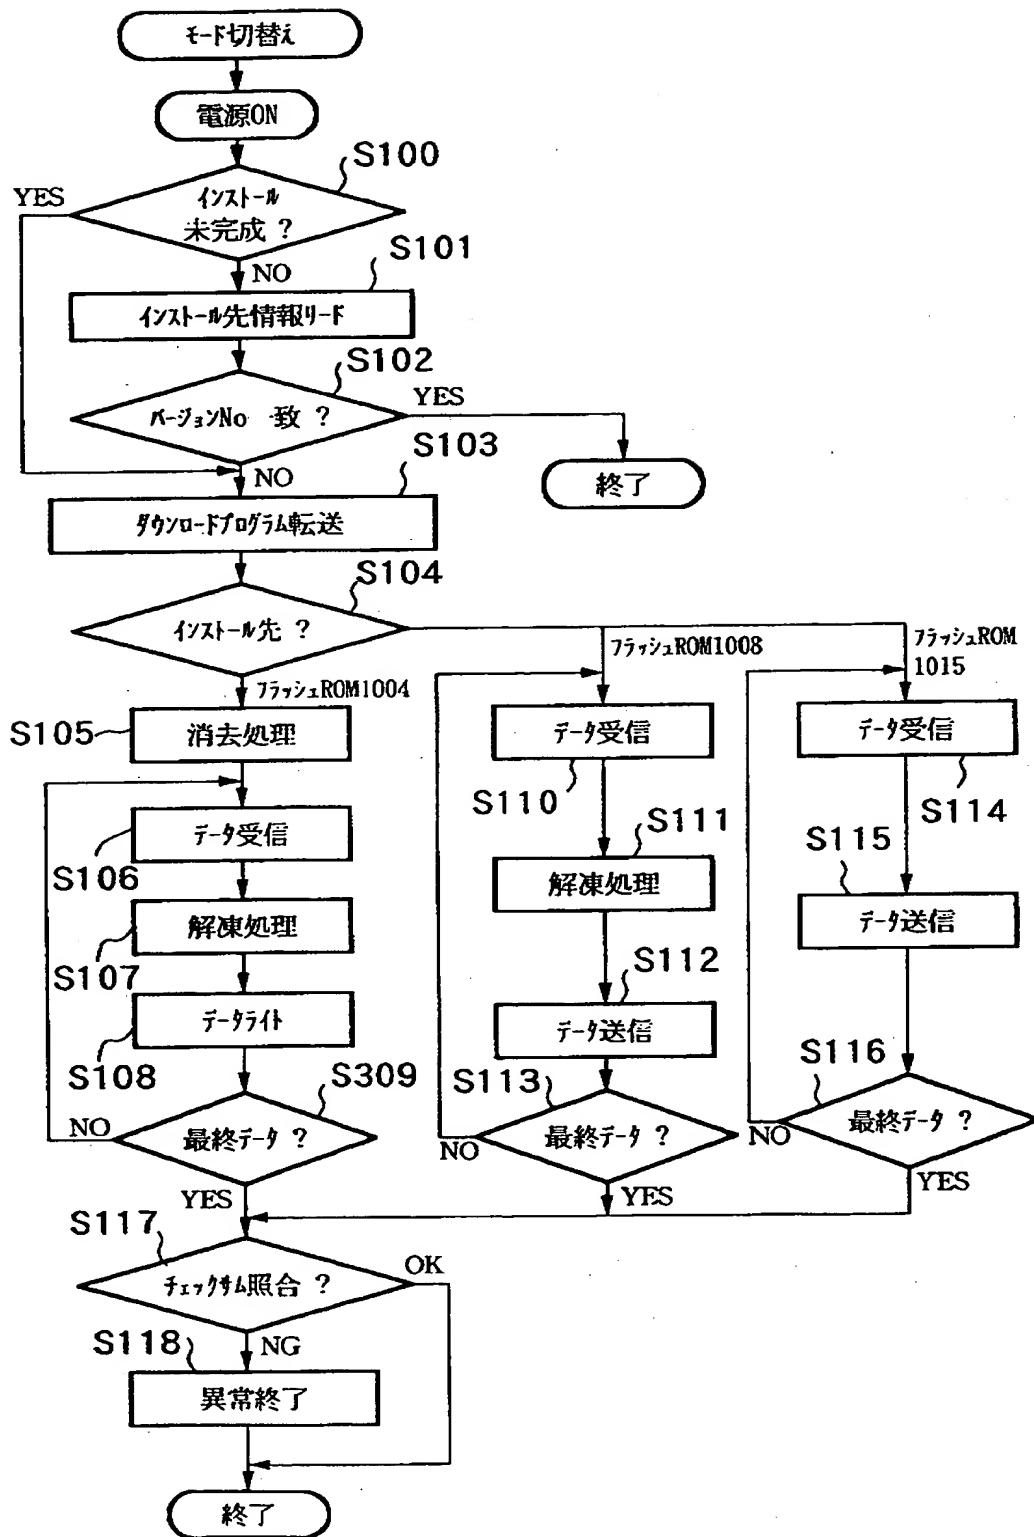 モード切替え
電源ON
S100
YES
インストール
未完成 ?
NO
S101
インストール先情報リード
S102
バージョンNo 一致 ?
YES
終了
NO
S103
ダウンロードプログラム転送
S104
インストール先 ?
フラッシュROM1004
フラッシュROM1008
フラッシュROM
1015
S105
消去処理
データ受信
S106
解凍処理
S107
データライト
S108
S309
最終データ ?
NO
YES
データ受信
S110
S111
解凍処理
S112
データ送信
S113
最終データ ?
NO
YES
データ受信
S114
S115
データ送信
S116
最終データ ?
NO
YES
S117
チェックサム照合 ?
OK
NG
S118
異常終了
終了